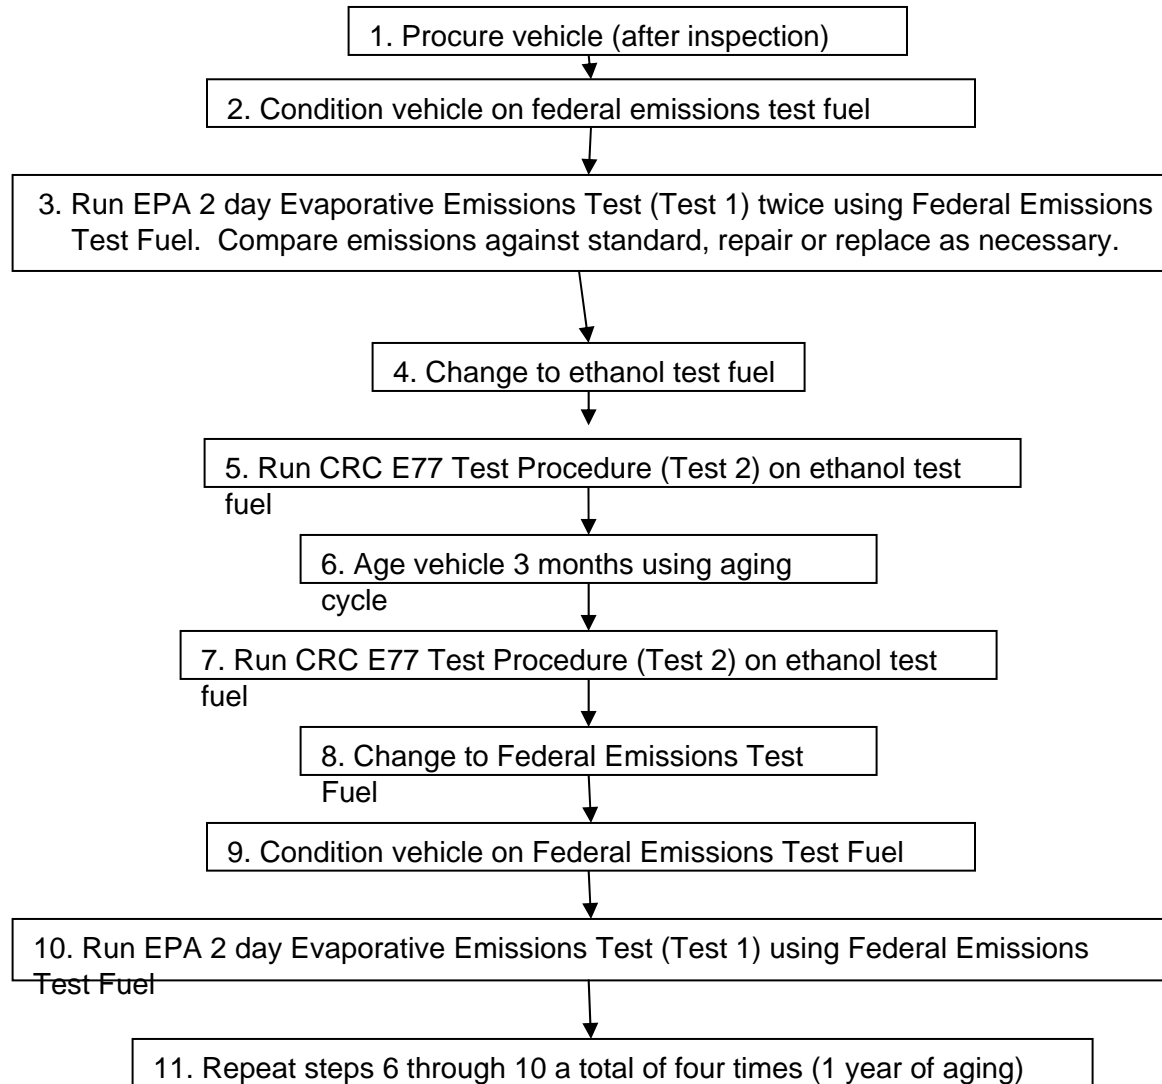 1. Procure vehicle (after inspection)
2. Condition vehicle on federal emissions test fuel
3. Run EPA 2 day Evaporative Emissions Test (Test 1) twice using Federal Emissions
Test Fuel.  Compare emissions against standard, repair or replace as necessary.
4. Change to ethanol test fuel
5. Run CRC E77 Test Procedure (Test 2) on ethanol test
fuel
6. Age vehicle 3 months using aging
cycle
7. Run CRC E77 Test Procedure (Test 2) on ethanol test
fuel
8. Change to Federal Emissions Test
Fuel
9. Condition vehicle on Federal Emissions Test Fuel
10. Run EPA 2 day Evaporative Emissions Test (Test 1) using Federal Emissions
Test Fuel
11. Repeat steps 6 through 10 a total of four times (1 year of aging)